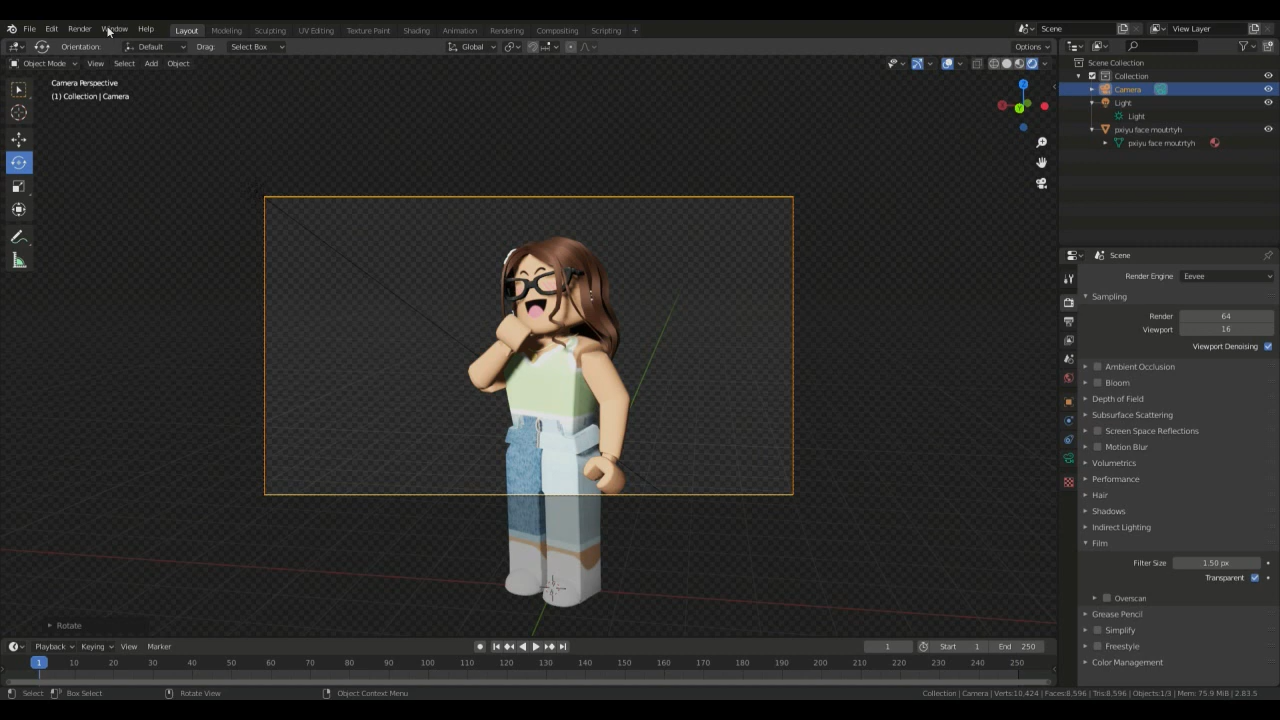 File Edit Render Window Help Layout Modeling Sculpting UV Editing Texture Paint Shading Animation Rendering Compositing Scripting + Scene View Layer
Orientation: Default Drag: Select Box Global Options
Object Mode View Select Add Object
Camera Perspective
(1) Collection | Camera
Z
Y
Scene Collection
Collection
Camera
Light
Light
pxiyu face moutrtyh
pxiyu face moutrtyh
Scene
Render Engine Eevee
Sampling
Render 64
Viewport 16
Viewport Denoising
Ambient Occlusion
Bloom
Depth of Field
Subsurface Scattering
Screen Space Reflections
Motion Blur
Volumetrics
Performance
Hair
Shadows
Indirect Lighting
Film
Filter Size 1.50 px
Transparent
Overscan
Grease Pencil
Simplify
Freestyle
Color Management
Rotate
Playback Keying View Marker 1 Start 1 End 250
1 10 20 30 40 50 60 70 80 90 100 110 120 130 140 150 160 170 180 190 200 210 220 230 240 250
Select Box Select Rotate View Object Context Menu Collection | Camera | Verts:10,424 | Faces:8,596 | Tris:8,596 | Objects:1/3 | Mem: 75.9 MiB | 2.83.5